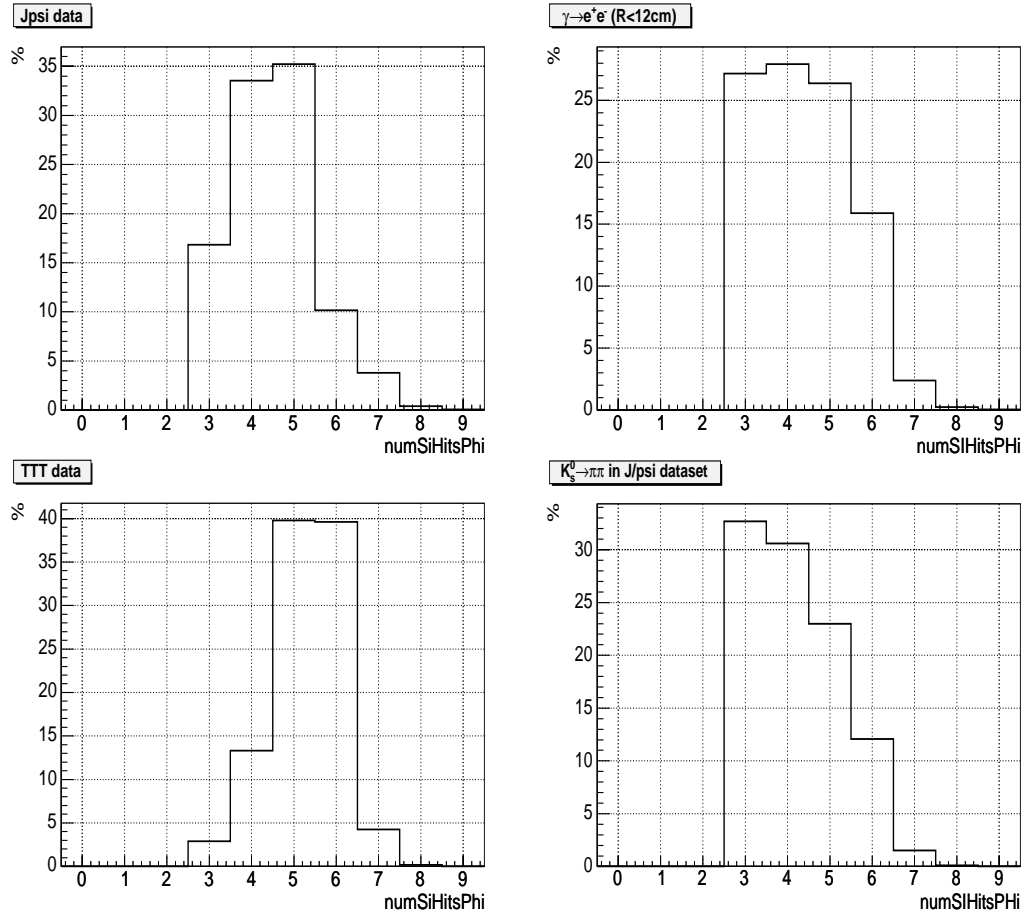 Jpsi data
%
35
30
25
20
15
10
5
0
0 1 2 3 4 5 6 7 8 9
numSiHitsPhi
γ→e⁺e⁻ (R<12cm)
%
25
20
15
10
5
0
0 1 2 3 4 5 6 7 8 9
numSIHitsPHi
TTT data
%
40
35
30
25
20
15
10
5
0
0 1 2 3 4 5 6 7 8 9
numSiHitsPhi
K⁰ₛ→ππ in J/psi dataset
%
30
25
20
15
10
5
0
0 1 2 3 4 5 6 7 8 9
numSIHitsPHi